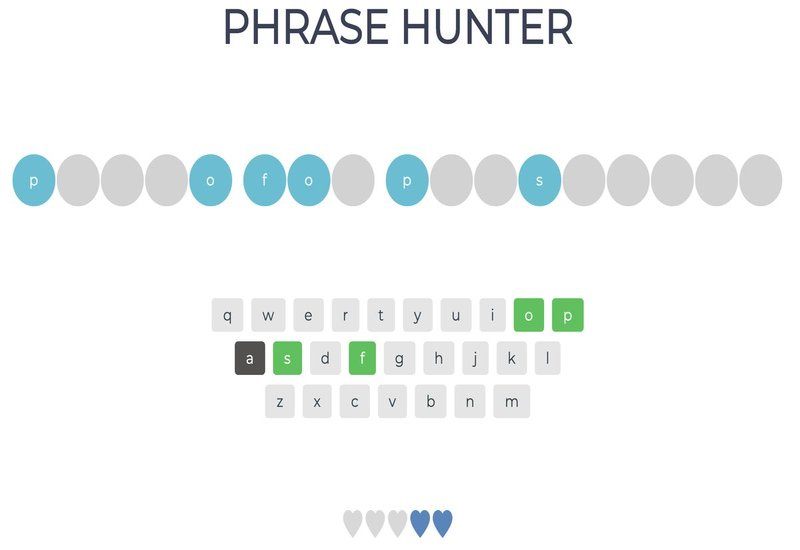 PHRASE HUNTER
p o f o p s
q w e r t y u i o p
a s d f g h j k l
z x c v b n m